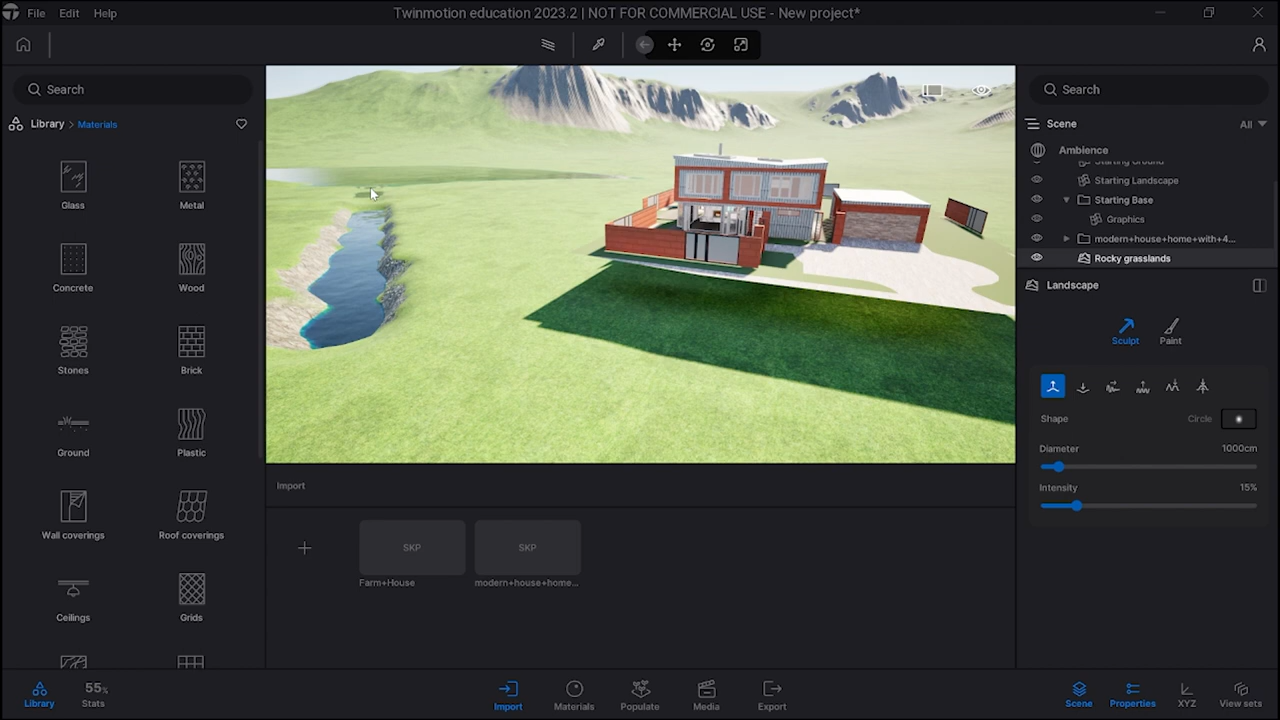 File Edit Help
Twinmotion education 2023.2 | NOT FOR COMMERCIAL USE - New project*
Search
Library > Materials
Glass
Metal
Concrete
Wood
Stones
Brick
Ground
Plastic
Wall coverings
Roof coverings
Ceilings
Grids
Import
SKP
SKP
Farm+House
modern+house+home...
Search
Scene
All
Ambience
Starting Ground
Starting Landscape
Starting Base
Graphics
modern+house+home+with+4...
Rocky grasslands
Landscape
Sculpt
Paint
Shape
Circle
Diameter
1000cm
Intensity
15%
Library
55%
Stats
Import
Materials
Populate
Media
Export
Scene
Properties
XYZ
View sets